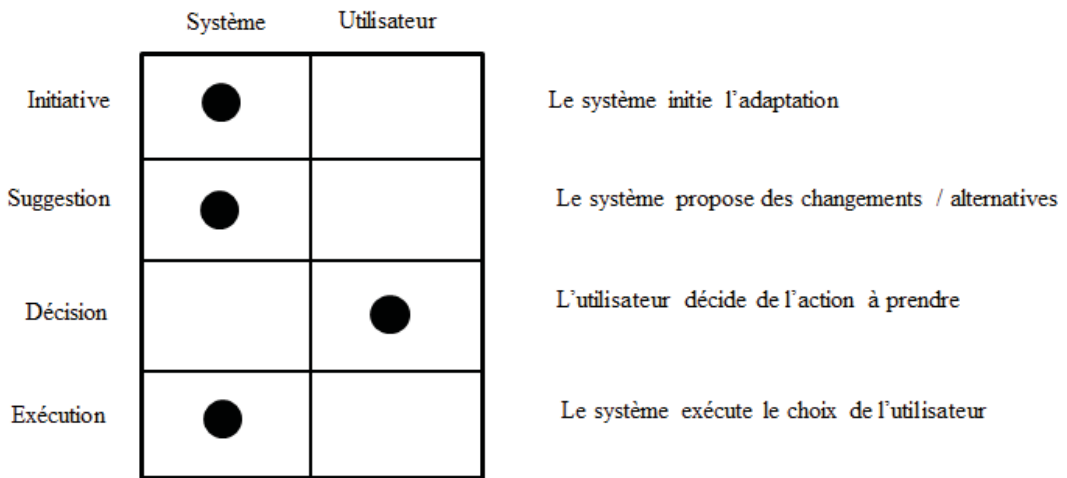 Système Utilisateur
Initiative Le système initie l’adaptation
Suggestion Le système propose des changements / alternatives
Décision L’utilisateur décide de l’action à prendre
Exécution Le système exécute le choix de l’utilisateur